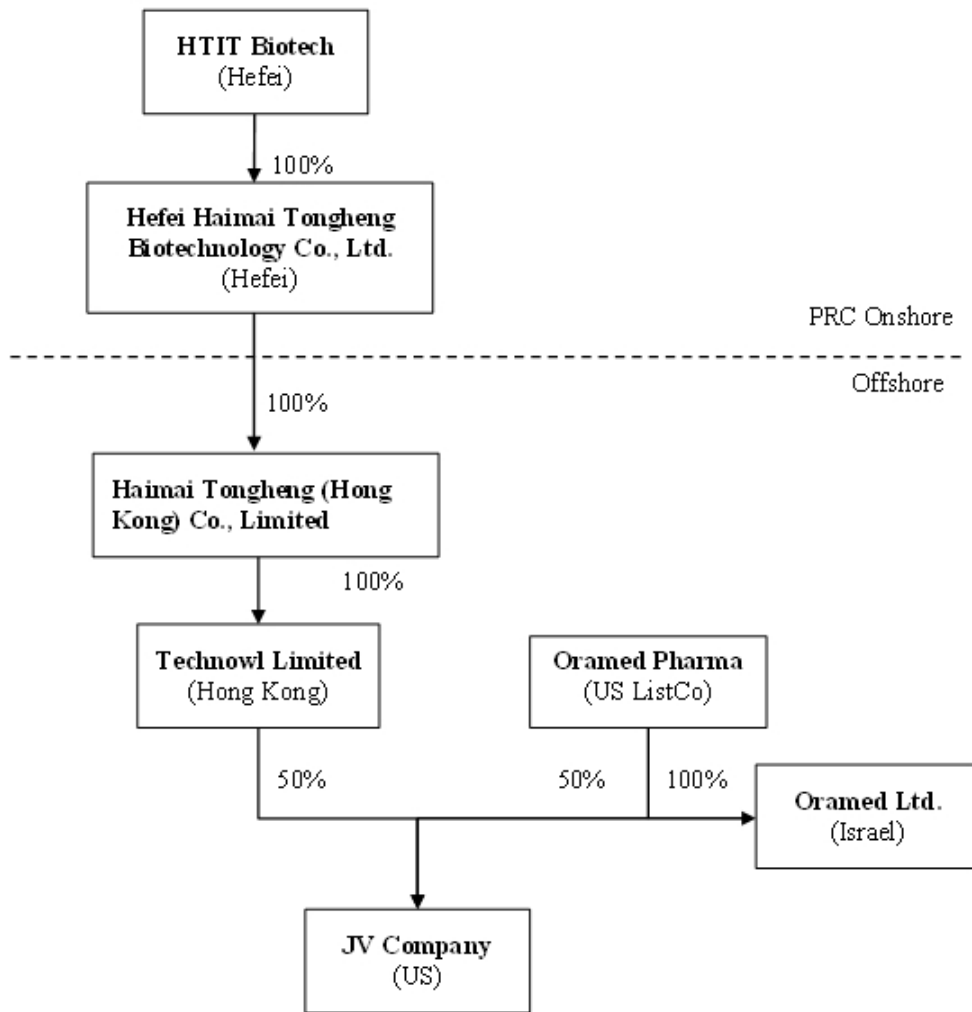 HTIT Biotech
(Hefei)
100%
Hefei Haimai Tongheng
Biotechnology Co., Ltd.
(Hefei)
PRC Onshore
Offshore
100%
Haimai Tongheng (Hong
Kong) Co., Limited
100%
Technowl Limited
(Hong Kong)
Oramed Pharma
(US ListCo)
50%
50%
100%
Oramed Ltd.
(Israel)
JV Company
(US)